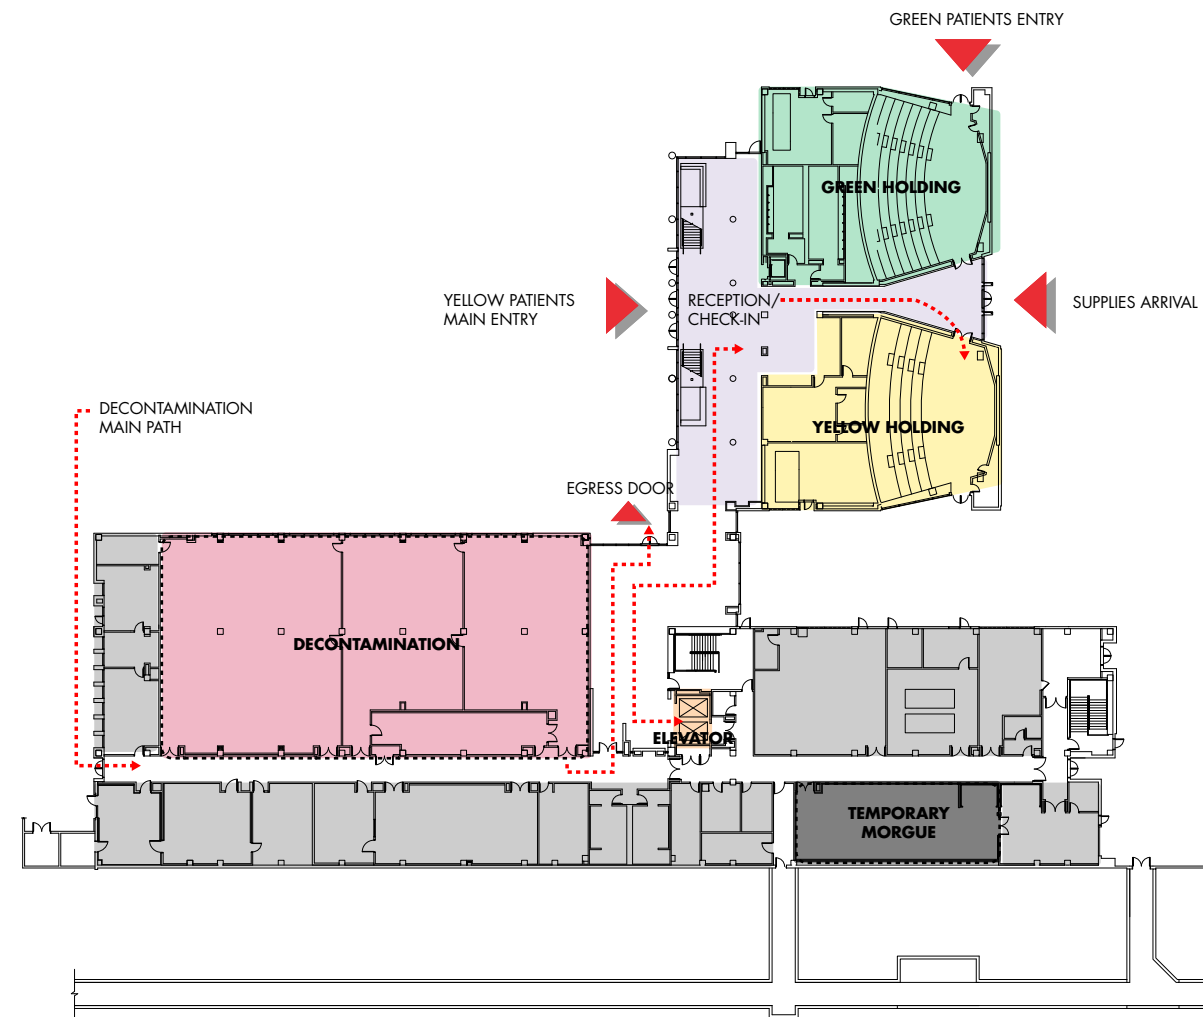 GREEN PATIENTS ENTRY
GREEN HOLDING
YELLOW PATIENTS
MAIN ENTRY
RECEPTION/
CHECK-IN
SUPPLIES ARRIVAL
DECONTAMINATION
MAIN PATH
YELLOW HOLDING
EGRESS DOOR
DECONTAMINATION
ELEVATOR
TEMPORARY
MORGUE